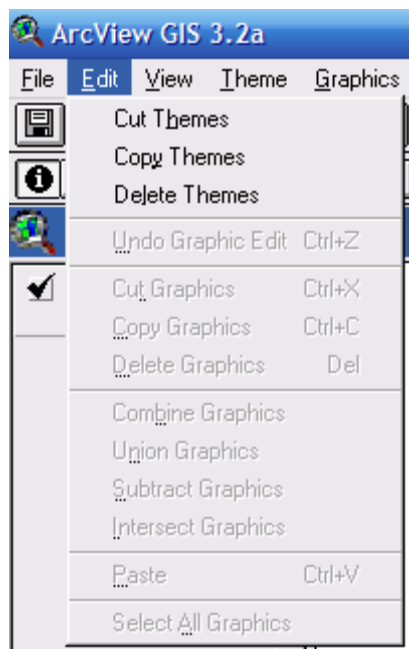 ArcView GIS 3.2a
File Edit View Theme Graphics
Cut Themes
Copy Themes
Delete Themes
Undo Graphic Edit Ctrl+Z
Cut Graphics Ctrl+X
Copy Graphics Ctrl+C
Delete Graphics Del
Combine Graphics
Union Graphics
Subtract Graphics
Intersect Graphics
Paste Ctrl+V
Select All Graphics